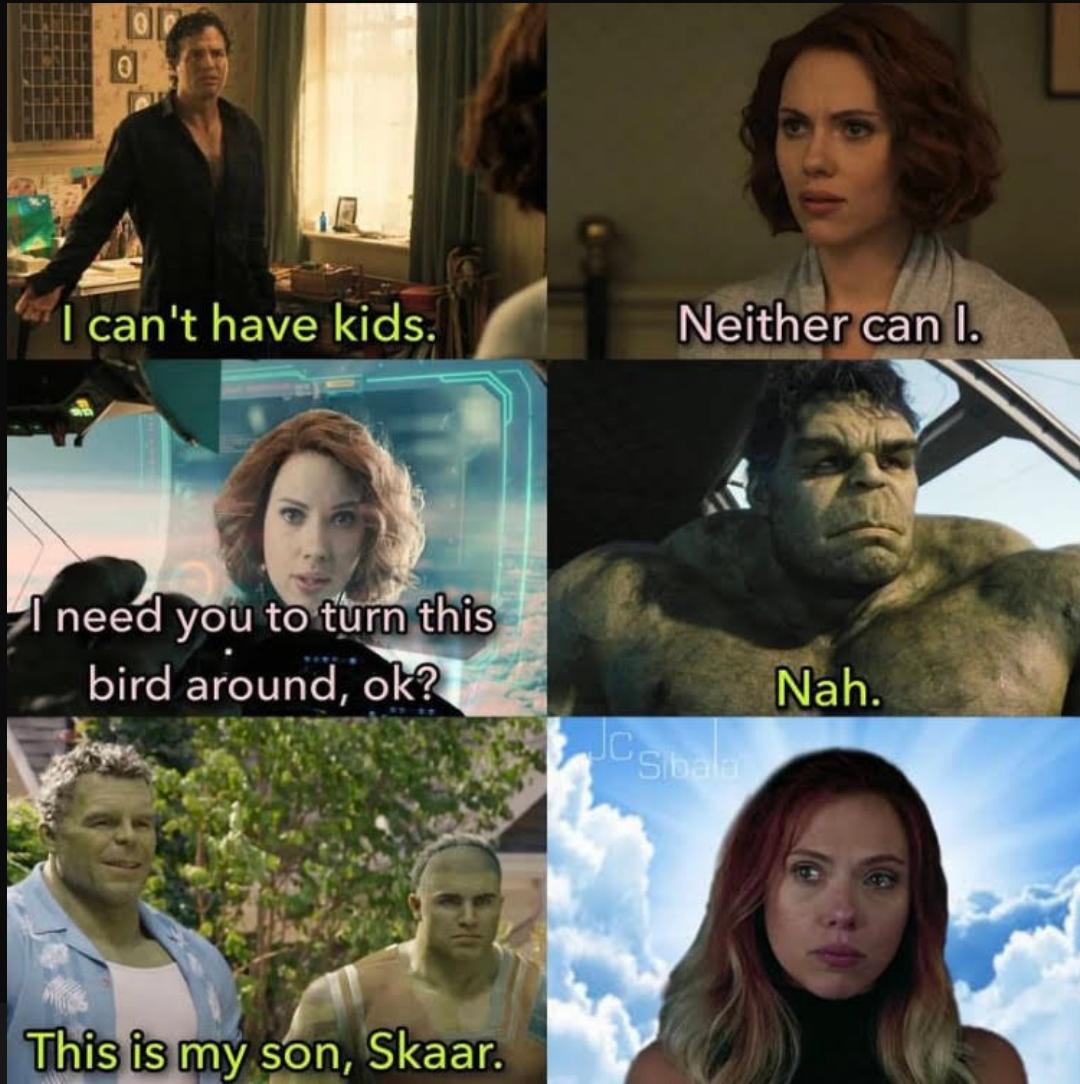 I can't have kids.
Neither can I.
I need you to turn this
bird around, ok?
Nah.
JC
Sibala
This is my son, Skaar.